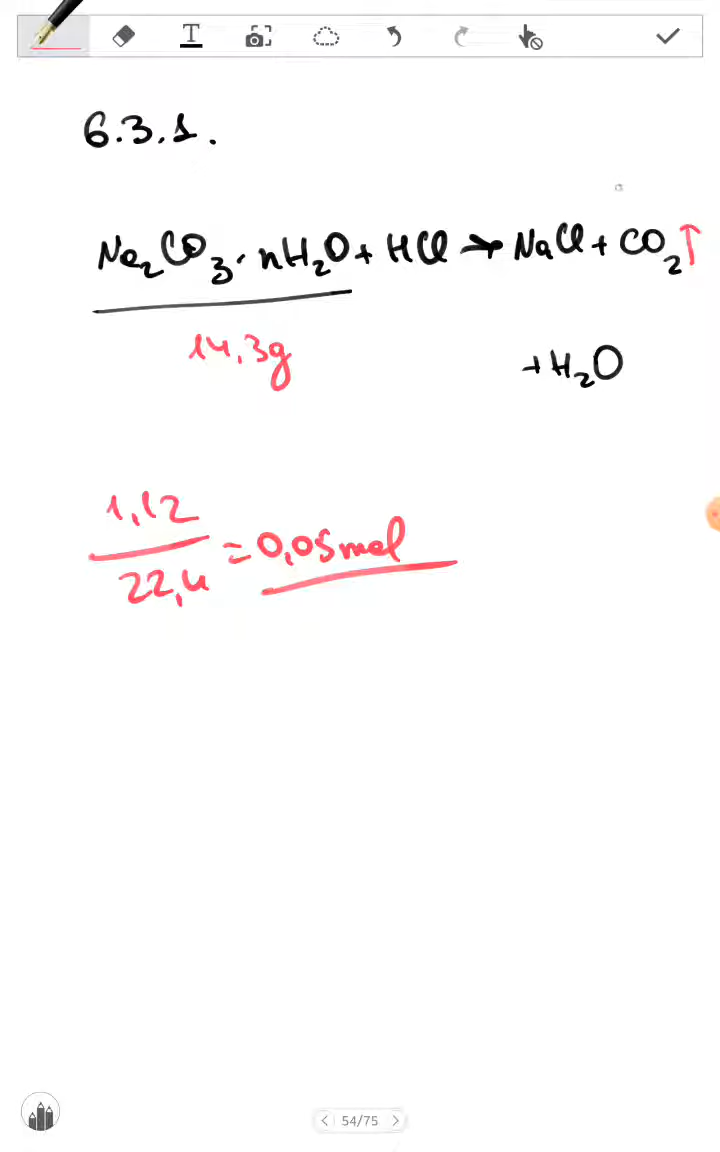 T
6.3.1.
Na₂CO₃·nH₂O + HCl → NaCl + CO₂↑
+ H₂O
14,3g
1,12
22,4
= 0,05mol
< 54/75 >